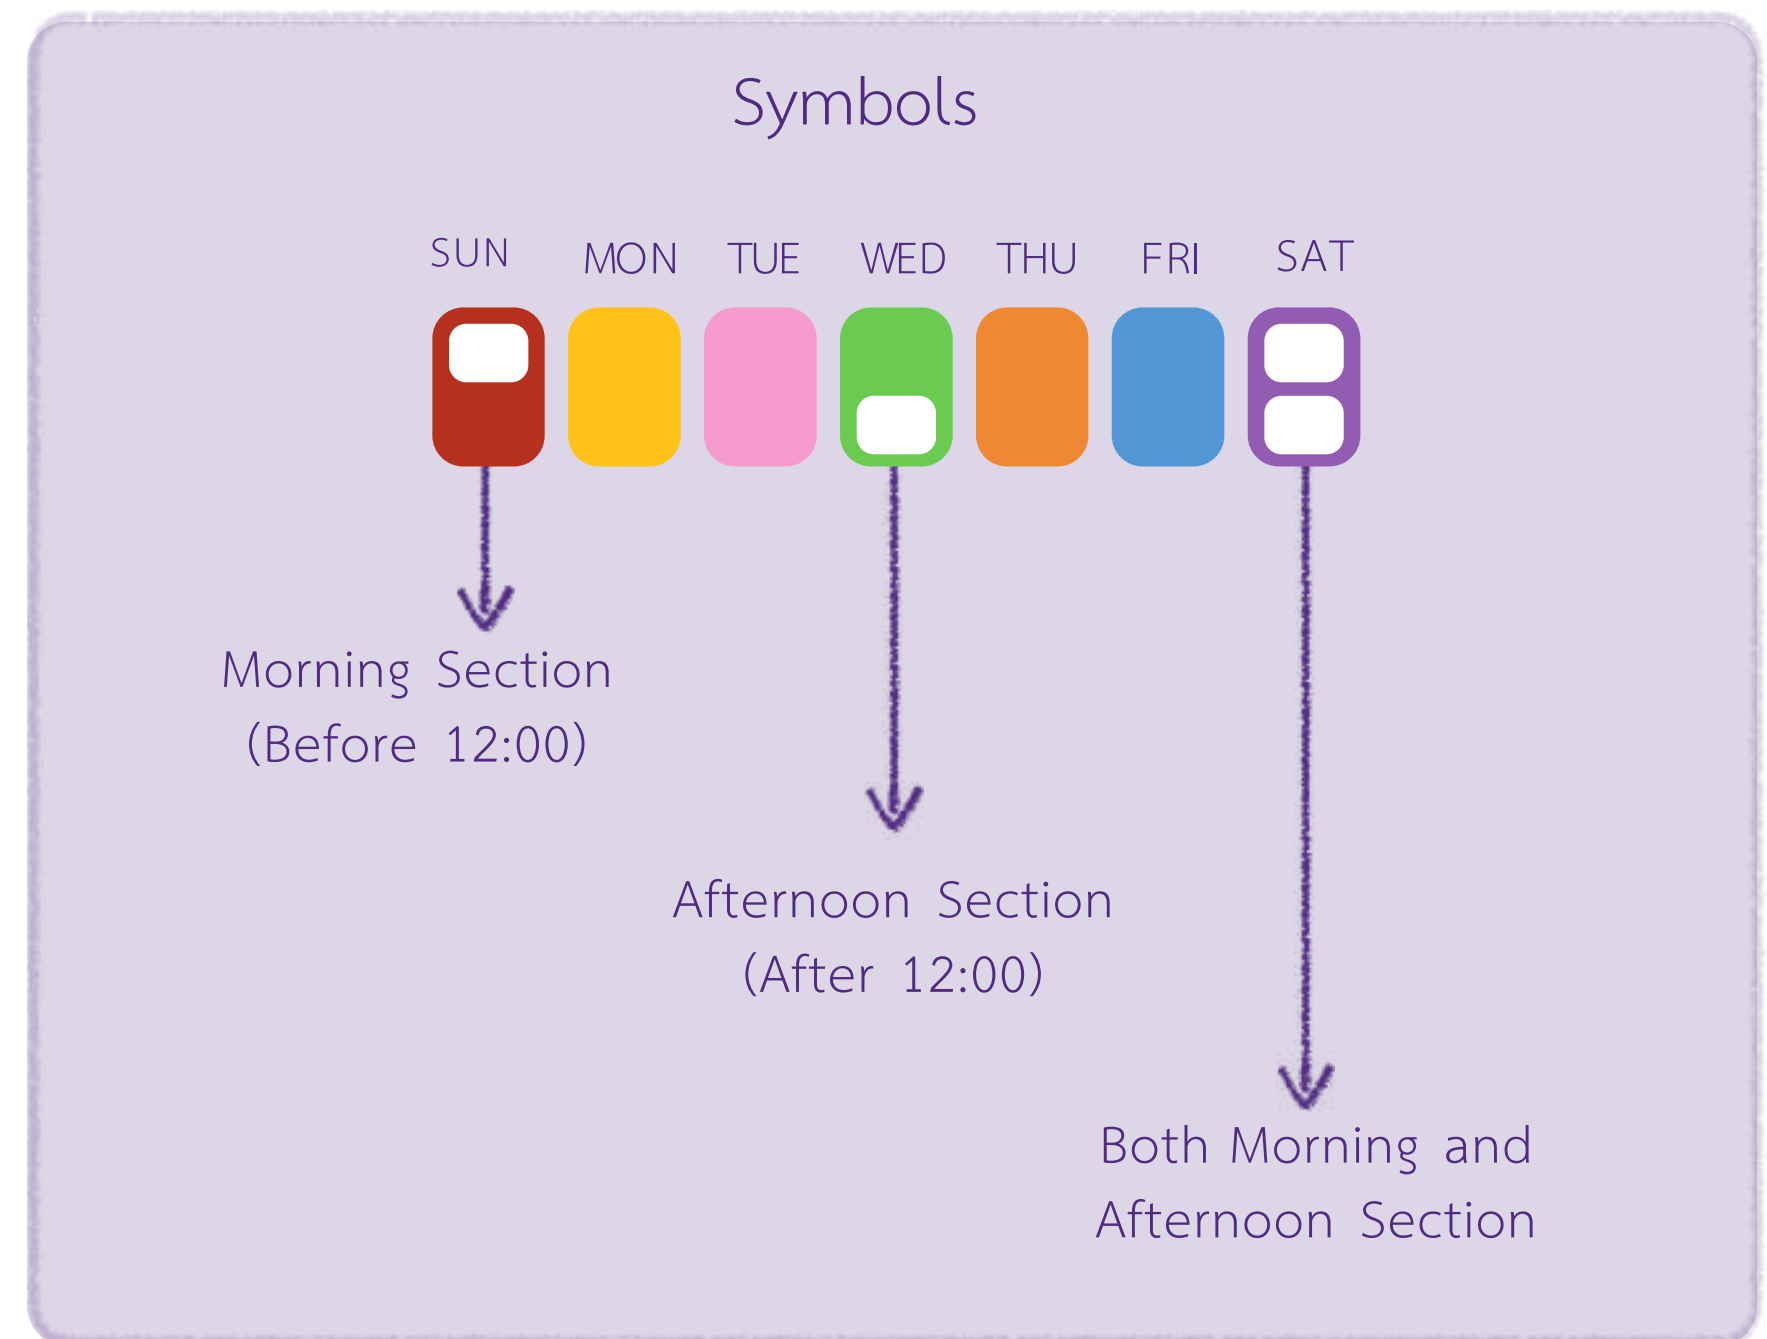 Symbols
SUN MON TUE WED THU FRI SAT
Morning Section
(Before 12:00)
Afternoon Section
(After 12:00)
Both Morning and
Afternoon Section